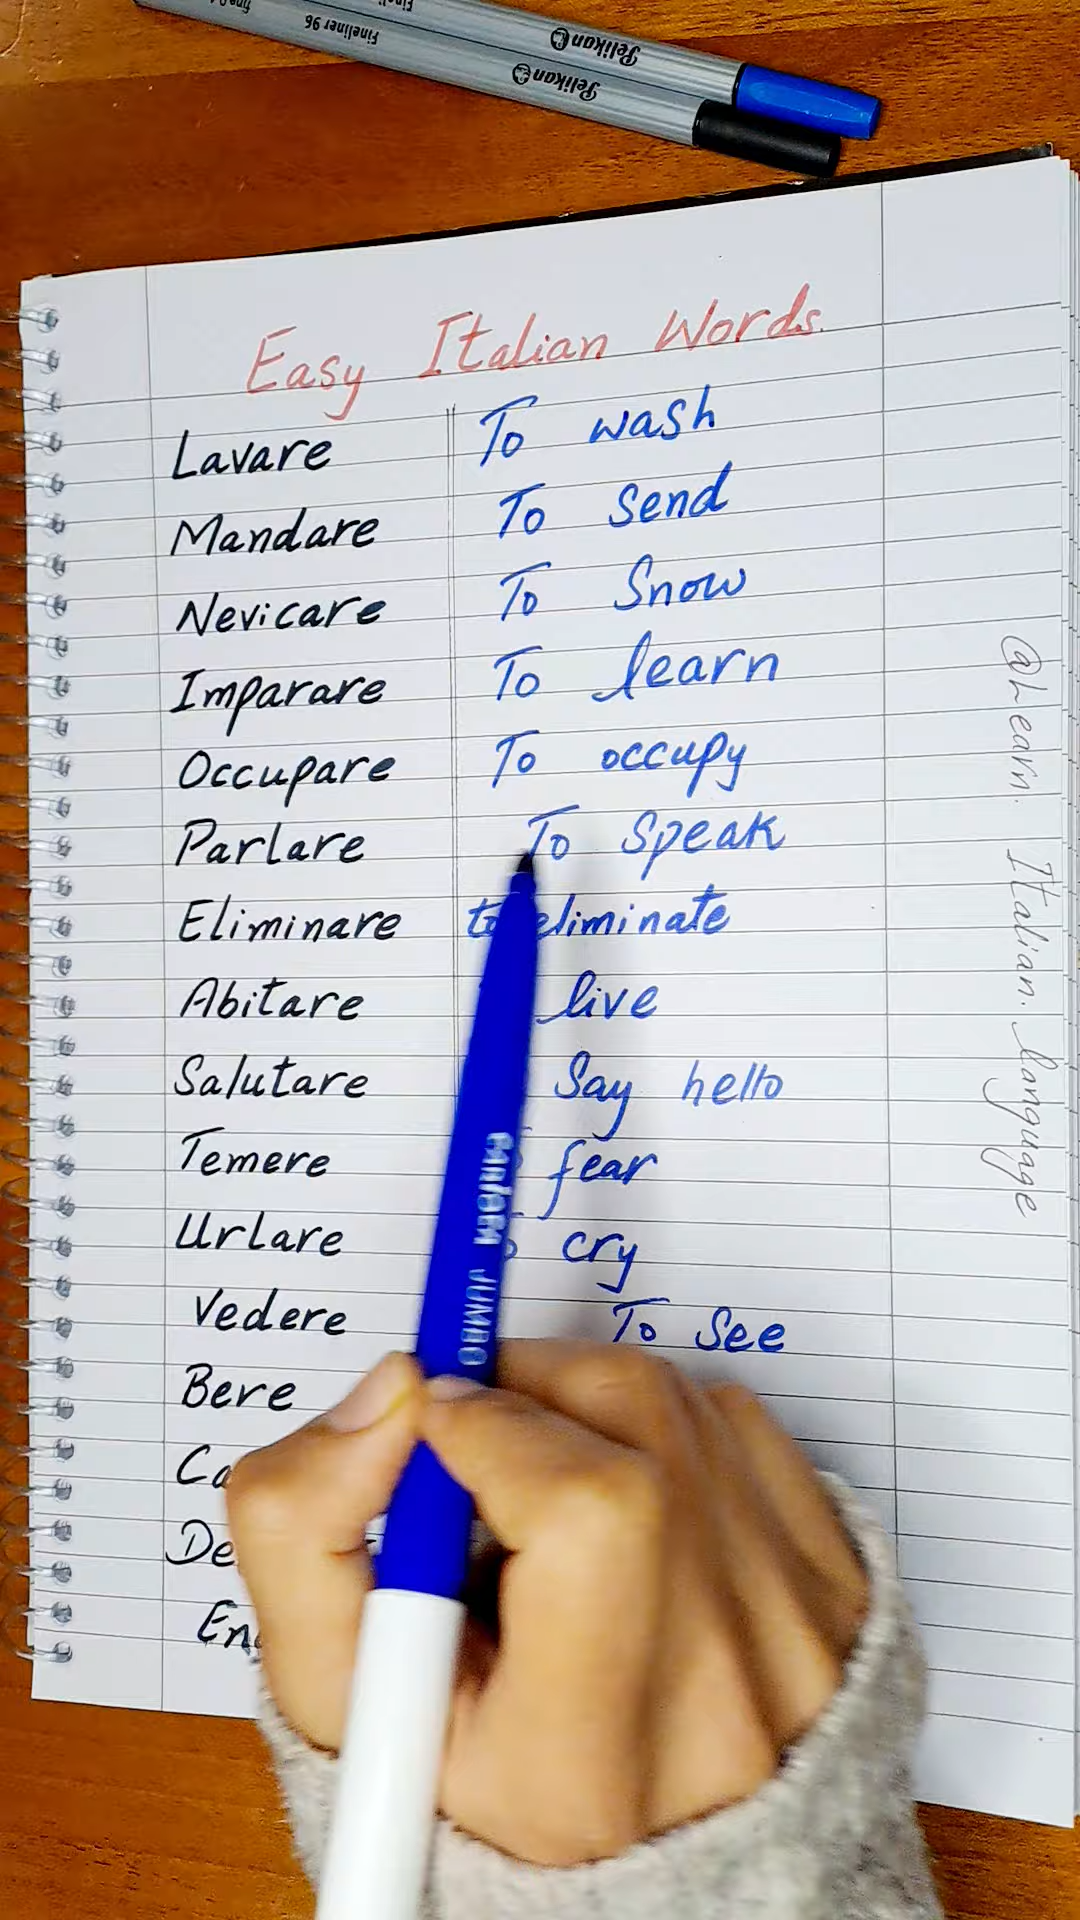 Fineliner 96
Pelikan
Pelikan
Easy Italian Words.
Lavare To wash
Mandare To send
Nevicare To Snow
Imparare To learn
Occupare To occupy
Parlare To Speak
Eliminare to eliminate
Abitare live
Salutare Say hello
Temere fear
Urlare cry
Vedere To See
Bere
@Learn. Italian. language
JUMBO